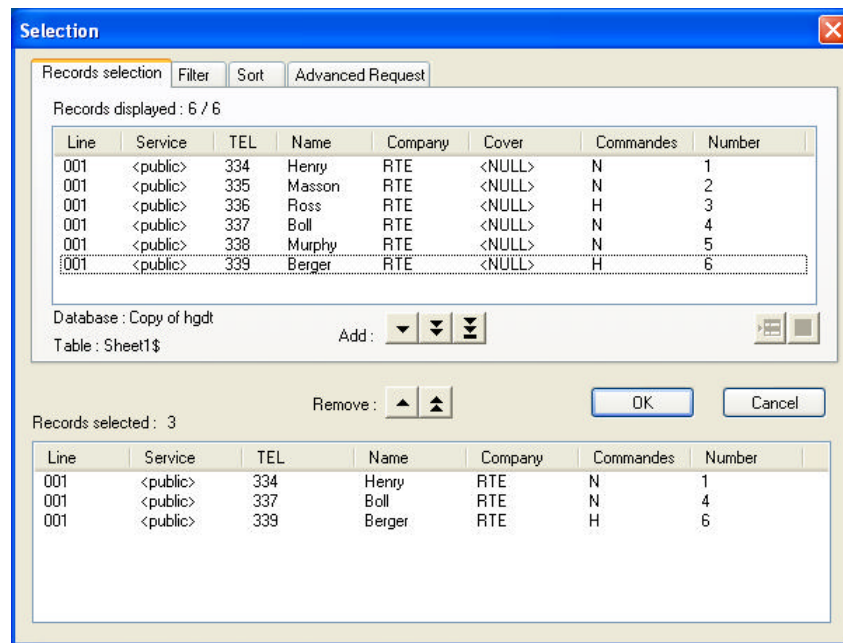 Selection
Records selection Filter Sort Advanced Request
Records displayed : 6 / 6
Line Service TEL Name Company Cover Commandes Number
001 <public> 334 Henry RTE <NULL> N 1
001 <public> 335 Masson RTE <NULL> N 2
001 <public> 336 Ross RTE <NULL> H 3
001 <public> 337 Boll RTE <NULL> N 4
001 <public> 338 Murphy RTE <NULL> N 5
001 <public> 339 Berger RTE <NULL> H 6
Database : Copy of hgdt
Add :
Table : Sheet1$
Remove : OK Cancel
Records selected : 3
Line Service TEL Name Company Commandes Number
001 <public> 334 Henry RTE N 1
001 <public> 337 Boll RTE N 4
001 <public> 339 Berger RTE H 6